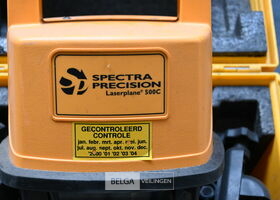 SPECTRA
PRECISION
Laserplane® 500C
GECONTROLEERD
CONTROLE
jan. febr. mrt. apr. mei. jun.
jul. aug. sept. okt. nov. dec.
'01 '02 '03 '04
BELGA VEILINGEN